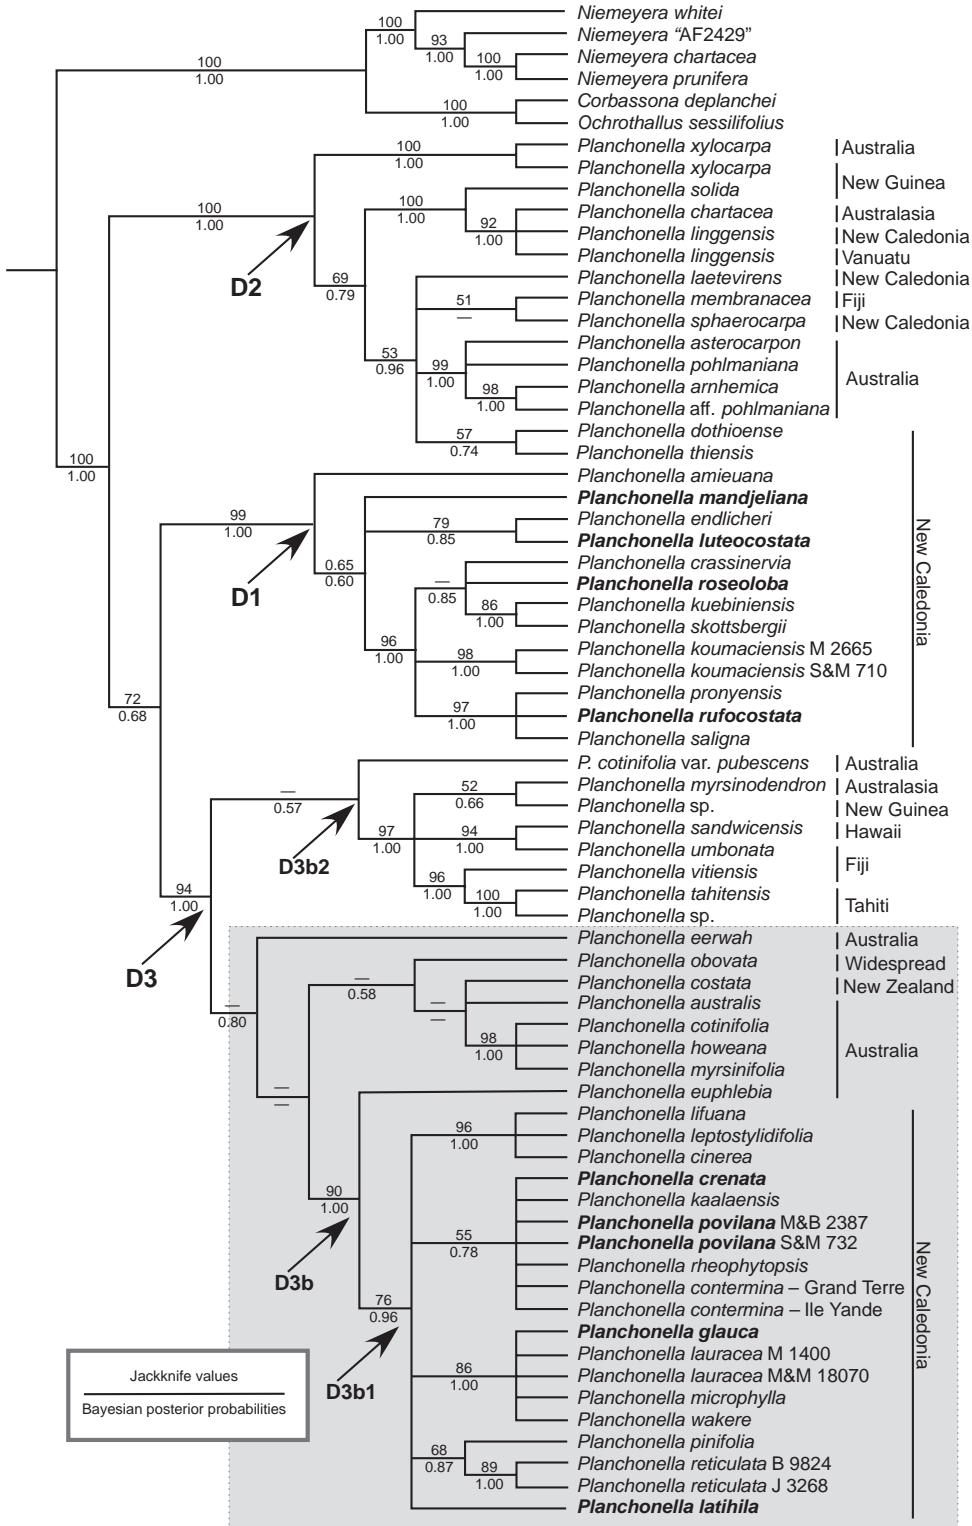 Niemeyera whitei
Niemeyera “AF2429”
Niemeyera chartacea
Niemeyera prunifera
Corbassona deplanchei
Ochrothallus sessilifolius
Planchonella xylocarpa
Planchonella xylocarpa
Planchonella solida
Planchonella chartacea
Planchonella linggensis
Planchonella linggensis
Planchonella laetevirens
Planchonella membranacea
Planchonella sphaerocarpa
Planchonella asterocarpon
Planchonella pohlmaniana
Planchonella arnhemica
Planchonella aff. pohlmaniana
Planchonella dothioense
Planchonella thiensis
Planchonella amieuana
Planchonella mandjeliana
Planchonella endlicheri
Planchonella luteocostata
Planchonella crassinervia
Planchonella roseoloba
Planchonella kuebiniensis
Planchonella skottsbergii
Planchonella koumaciensis M 2665
Planchonella koumaciensis S&M 710
Planchonella pronyensis
Planchonella rufocostata
Planchonella saligna
P. cotinifolia var. pubescens
Planchonella myrsinodendron
Planchonella sp.
Planchonella sandwicensis
Planchonella umbonata
Planchonella vitiensis
Planchonella tahitensis
Planchonella sp.
Planchonella eerwah
Planchonella obovata
Planchonella costata
Planchonella australis
Planchonella cotinifolia
Planchonella howeana
Planchonella myrsinifolia
Planchonella euphlebia
Planchonella lifuana
Planchonella leptostylidifolia
Planchonella cinerea
Planchonella crenata
Planchonella kaalaensis
Planchonella povilana M&B 2387
Planchonella povilana S&M 732
Planchonella rheophytopsis
Planchonella contermina – Grand Terre
Planchonella contermina – Ile Yande
Planchonella glauca
Planchonella lauracea M 1400
Planchonella lauracea M&M 18070
Planchonella microphylla
Planchonella wakere
Planchonella pinifolia
Planchonella reticulata B 9824
Planchonella reticulata J 3268
Planchonella latihila
Australia
New Guinea
Australasia
New Caledonia
Vanuatu
New Caledonia
Fiji
New Caledonia
Australia
New Caledonia
Australia
Australasia
New Guinea
Hawaii
Fiji
Tahiti
Australia
Widespread
New Zealand
Australia
New Caledonia
100
1.00
93
1.00
100
1.00
100
1.00
100
1.00
100
1.00
100
1.00
100
1.00
92
1.00
D2
69
0.79
51
—
53
0.96
99
1.00
98
1.00
57
0.74
100
1.00
99
1.00
D1
79
0.85
0.65
0.60
—
0.85
86
1.00
96
1.00
98
1.00
97
1.00
72
0.68
—
0.57
D3b2
52
0.66
97
1.00
94
1.00
96
1.00
100
1.00
94
1.00
D3
—
0.80
—
0.58
—
—
98
1.00
—
—
96
1.00
90
1.00
D3b
55
0.78
76
0.96
D3b1
86
1.00
68
0.87
89
1.00
Jackknife values
Bayesian posterior probabilities